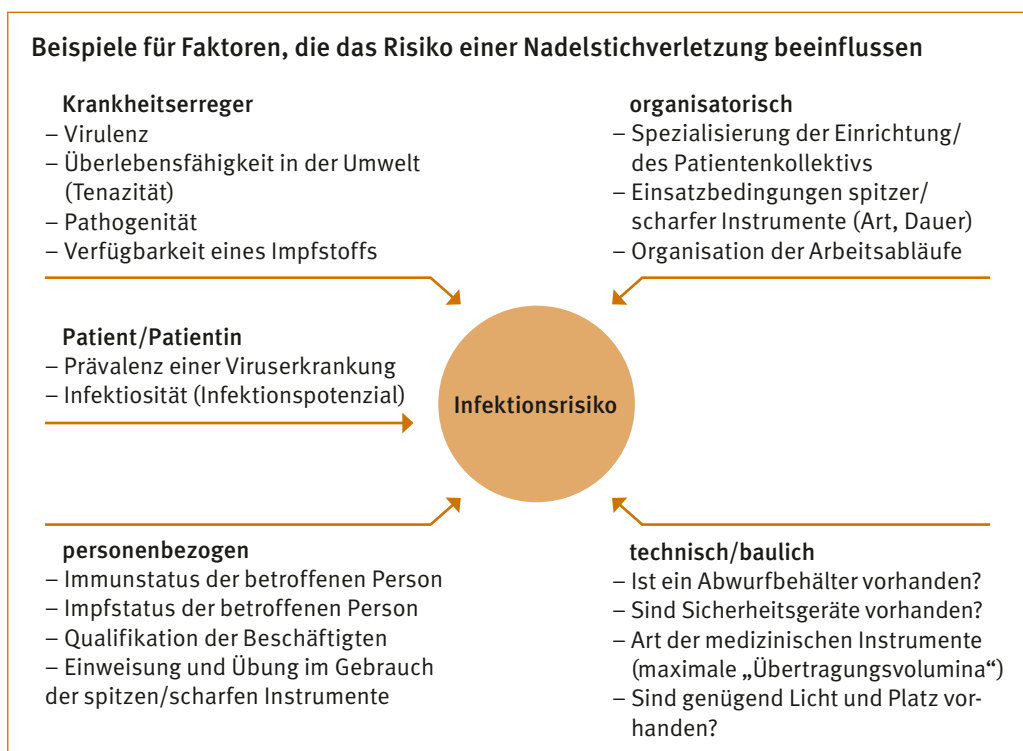 Beispiele für Faktoren, die das Risiko einer Nadelstichverletzung beeinflussen
Krankheitserreger
– Virulenz
– Überlebensfähigkeit in der Umwelt
(Tenazität)
– Pathogenität
– Verfügbarkeit eines Impfstoffs
organisatorisch
– Spezialisierung der Einrichtung/
des Patientenkollektivs
– Einsatzbedingungen spitzer/
scharfer Instrumente (Art, Dauer)
– Organisation der Arbeitsabläufe
Patient/Patientin
– Prävalenz einer Viruserkrankung
– Infektiosität (Infektionspotenzial)
Infektionsrisiko
personenbezogen
– Immunstatus der betroffenen Person
– Impfstatus der betroffenen Person
– Qualifikation der Beschäftigten
– Einweisung und Übung im Gebrauch
der spitzen/scharfen Instrumente
technisch/baulich
– Ist ein Abwurfbehälter vorhanden?
– Sind Sicherheitsgeräte vorhanden?
– Art der medizinischen Instrumente
(maximale „Übertragungsvolumina“)
– Sind genügend Licht und Platz vor-
handen?